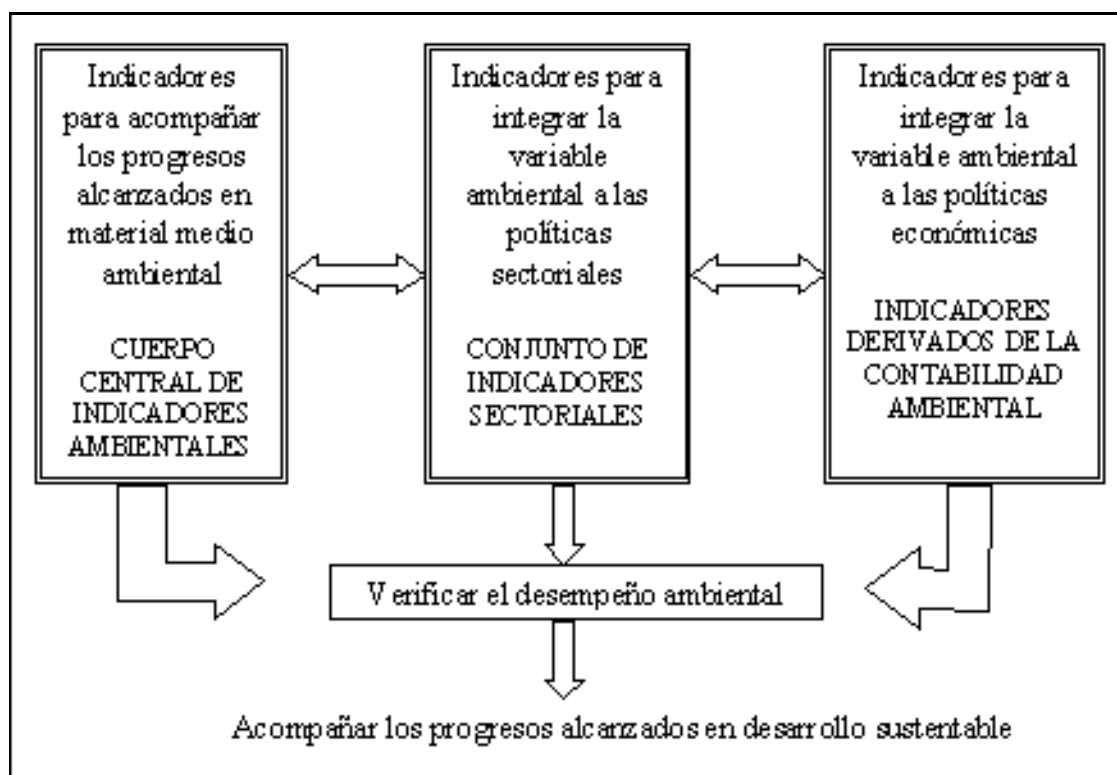 Indicadores
para acompañar
los progresos
alcanzados en
material medio
ambiental
CUERPO
CENTRAL DE
INDICADORES
AMBIENTALES
Indicadores para
integrar la
variable
ambiental a las
políticas
sectoriales
CONJUNTO DE
INDICADORES
SECTORIALES
Indicadores para
integrar la
variable ambiental
a las políticas
económicas
INDICADORES
DERIVADOS DE LA
CONTABILIDAD
AMBIENTAL
Verificar el desempeño ambiental
Acompañar los progresos alcanzados en desarrollo sustentable